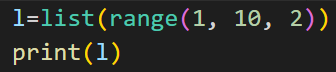 l=list(range(1, 10, 2))
print(l)